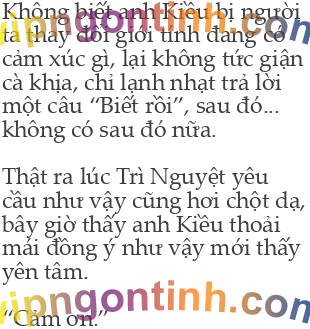 Không biết anh Kiều bị người
ta thay đổi giới tính đang có
cảm xúc gì, lại không tức giận
cà khịa, chỉ lạnh nhạt trả lời
một câu “Biết rồi”, sau đó...
không có sau đó nữa.
Thật ra lúc Trì Nguyệt yêu
cầu như vậy cũng hơi chột dạ,
bây giờ thấy anh Kiều thoải
mái đồng ý như vậy mới thấy
yên tâm.
“Cảm ơn.”
vipngontinh.com
vipngontinh.com